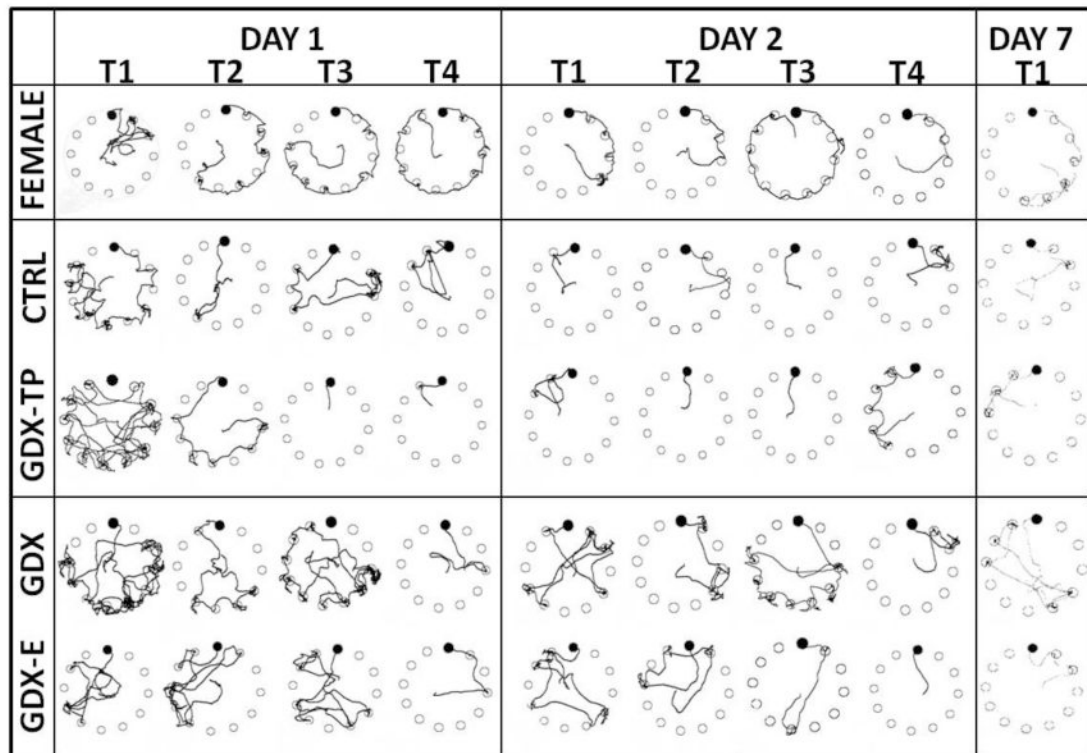 DAY 1 DAY 2 DAY 7
T1 T2 T3 T4 T1 T2 T3 T4 T1
FEMALE
CTRL
GDX-TP
GDX
GDX-E